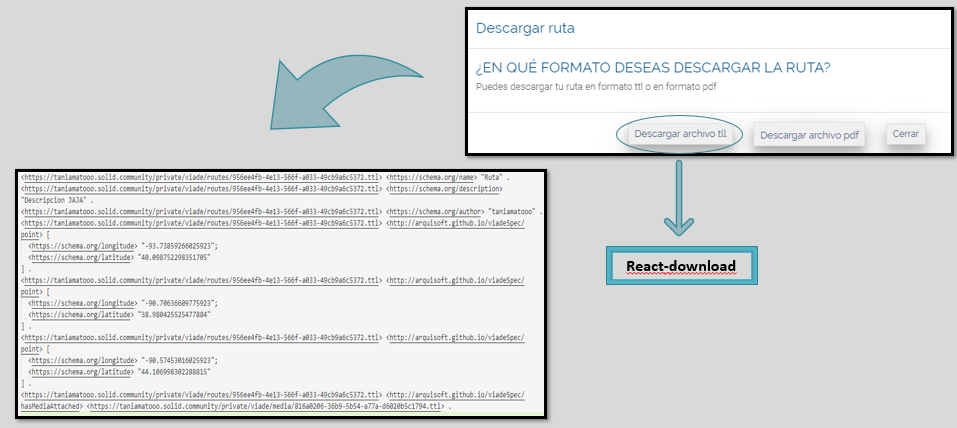 Descargar ruta
¿EN QUÉ FORMATO DESEAS DESCARGAR LA RUTA?
Puedes descargar tu ruta en formato ttl o en formato pdf
Descargar archivo tll
Descargar archivo pdf
Cerrar
React-download
<https://taniamatooo.solid.community/private/viade/routes/956ee4fb-4e13-566f-a033-49cb9a6c5372.ttl> <https://schema.org/name> "Ruta" .
<https://taniamatooo.solid.community/private/viade/routes/956ee4fb-4e13-566f-a033-49cb9a6c5372.ttl> <https://schema.org/description>
"Descripcion JAJA" .
<https://taniamatooo.solid.community/private/viade/routes/956ee4fb-4e13-566f-a033-49cb9a6c5372.ttl> <https://schema.org/author> "taniamatooo" .
<https://taniamatooo.solid.community/private/viade/routes/956ee4fb-4e13-566f-a033-49cb9a6c5372.ttl> <http://arquisoft.github.io/viadeSpec/
point> [
<https://schema.org/longitude> "-93.73859266025923";
<https://schema.org/latitude> "40.098752298351705"
] .
<https://taniamatooo.solid.community/private/viade/routes/956ee4fb-4e13-566f-a033-49cb9a6c5372.ttl> <http://arquisoft.github.io/viadeSpec/
point> [
<https://schema.org/longitude> "-90.70636609775923";
<https://schema.org/latitude> "38.980425525477884"
] .
<https://taniamatooo.solid.community/private/viade/routes/956ee4fb-4e13-566f-a033-49cb9a6c5372.ttl> <http://arquisoft.github.io/viadeSpec/
point> [
<https://schema.org/longitude> "-90.57453016025923";
<https://schema.org/latitude> "44.106998302288815"
] .
<https://taniamatooo.solid.community/private/viade/routes/956ee4fb-4e13-566f-a033-49cb9a6c5372.ttl> <http://arquisoft.github.io/viadeSpec/
hasMediaAttached> <https://taniamatooo.solid.community/private/viade/media/816a0206-36b9-5b54-a77a-d6020b5c1794.ttl> .